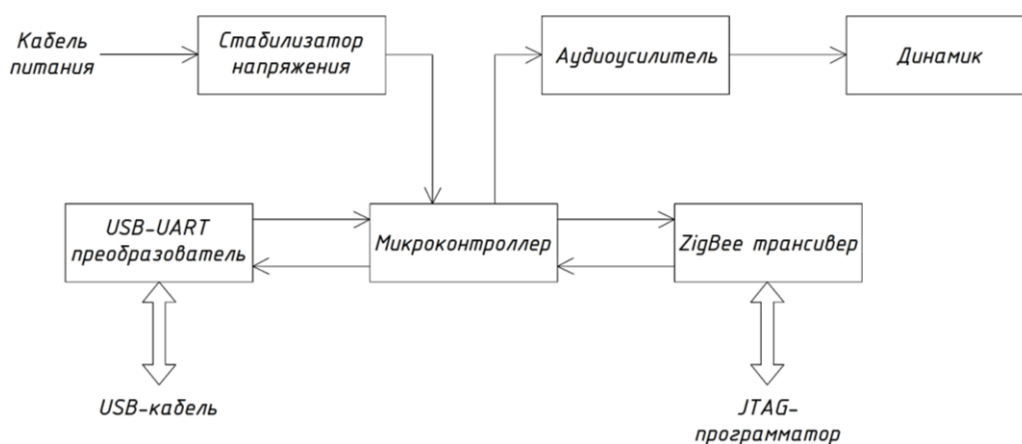 Кабель
питания
Стабилизатор
напряжения
Аудиоусилитель
Динамик
USB-UART
преобразователь
Микроконтроллер
ZigBee трансивер
USB-кабель
JTAG-
программатор